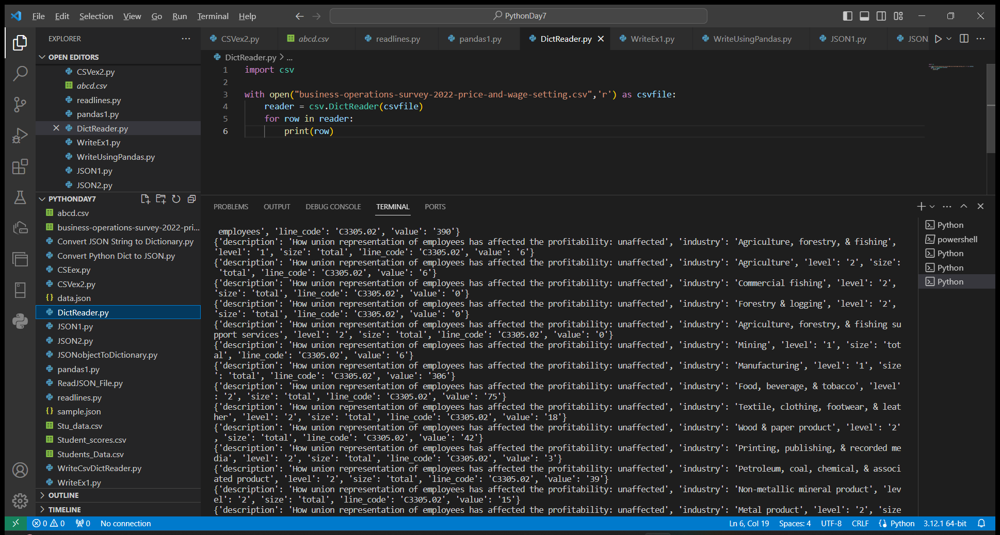 File Edit Selection View Go Run Terminal Help
PythonDay7
EXPLORER
OPEN EDITORS
CSVex2.py
abcd.csv
readlines.py
pandas1.py
DictReader.py
WriteEx1.py
WriteUsingPandas.py
JSON1.py
JSON2.py
PYTHONDAY7
abcd.csv
business-operations-survey-2022-pri...
Convert JSON String to Dictionary.py
Convert Python Dict to JSON.py
CSEex.py
CSVex2.py
data.json
DictReader.py
JSON1.py
JSON2.py
JSONobjectToDictionary.py
pandas1.py
ReadJSON_File.py
readlines.py
sample.json
Stu_data.csv
Student_scores.csv
Students_Data.csv
WriteCsvDictReader.py
WriteEx1.py
OUTLINE
TIMELINE
CSVex2.py abcd.csv readlines.py pandas1.py DictReader.py WriteEx1.py WriteUsingPandas.py JSON1.py JSON
DictReader.py > ...
1 import csv
2
3 with open("business-operations-survey-2022-price-and-wage-setting.csv",'r') as csvfile:
4 reader = csv.DictReader(csvfile)
5 for row in reader:
6 print(row)
PROBLEMS OUTPUT DEBUG CONSOLE TERMINAL PORTS
employees', 'line_code': 'C3305.02', 'value': '390'}
{'description': 'How union representation of employees has affected the profitability: unaffected', 'industry': 'Agriculture, forestry, & fishing',
'level': '1', 'size': 'total', 'line_code': 'C3305.02', 'value': '6'}
{'description': 'How union representation of employees has affected the profitability: unaffected', 'industry': 'Agriculture', 'level': '2', 'size':
'total', 'line_code': 'C3305.02', 'value': '6'}
{'description': 'How union representation of employees has affected the profitability: unaffected', 'industry': 'Commercial fishing', 'level': '2',
'size': 'total', 'line_code': 'C3305.02', 'value': '0'}
{'description': 'How union representation of employees has affected the profitability: unaffected', 'industry': 'Forestry & logging', 'level': '2',
'size': 'total', 'line_code': 'C3305.02', 'value': '0'}
{'description': 'How union representation of employees has affected the profitability: unaffected', 'industry': 'Agriculture, forestry, & fishing su
pport services', 'level': '2', 'size': 'total', 'line_code': 'C3305.02', 'value': '0'}
{'description': 'How union representation of employees has affected the profitability: unaffected', 'industry': 'Mining', 'level': '1', 'size': 'tot
al', 'line_code': 'C3305.02', 'value': '6'}
{'description': 'How union representation of employees has affected the profitability: unaffected', 'industry': 'Manufacturing', 'level': '1', 'size
': 'total', 'line_code': 'C3305.02', 'value': '306'}
{'description': 'How union representation of employees has affected the profitability: unaffected', 'industry': 'Food, beverage, & tobacco', 'level'
: '2', 'size': 'total', 'line_code': 'C3305.02', 'value': '75'}
{'description': 'How union representation of employees has affected the profitability: unaffected', 'industry': 'Textile, clothing, footwear, & leat
her', 'level': '2', 'size': 'total', 'line_code': 'C3305.02', 'value': '18'}
{'description': 'How union representation of employees has affected the profitability: unaffected', 'industry': 'Wood & paper product', 'level': '2'
, 'size': 'total', 'line_code': 'C3305.02', 'value': '42'}
{'description': 'How union representation of employees has affected the profitability: unaffected', 'industry': 'Printing, publishing, & recorded me
dia', 'level': '2', 'size': 'total', 'line_code': 'C3305.02', 'value': '3'}
{'description': 'How union representation of employees has affected the profitability: unaffected', 'industry': 'Petroleum, coal, chemical, & associ
ated product', 'level': '2', 'size': 'total', 'line_code': 'C3305.02', 'value': '39'}
{'description': 'How union representation of employees has affected the profitability: unaffected', 'industry': 'Non-metallic mineral product', 'lev
el': '2', 'size': 'total', 'line_code': 'C3305.02', 'value': '15'}
{'description': 'How union representation of employees has affected the profitability: unaffected', 'industry': 'Metal product', 'level': '2', 'size
Python
powershell
Python
Python
Python
0 0 0 No connection
Ln 6, Col 19 Spaces: 4 UTF-8 CRLF Python 3.12.1 64-bit